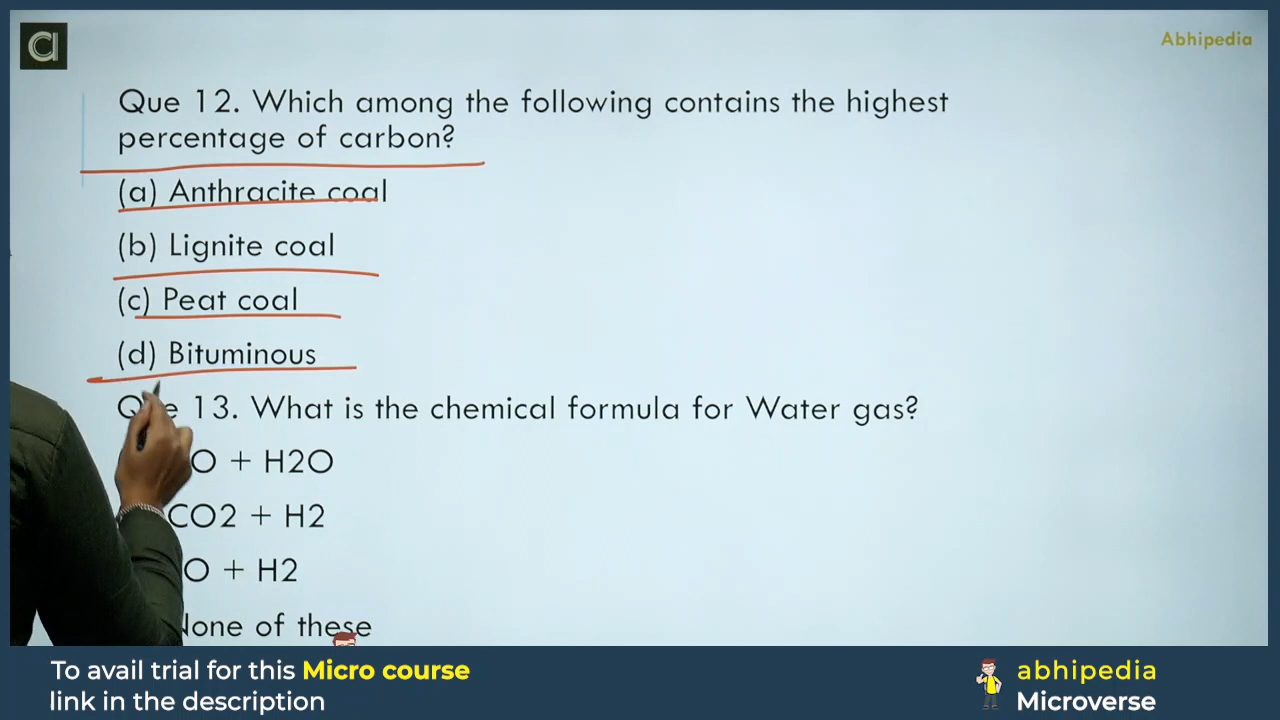 Abhipedia
Que 12. Which among the following contains the highest
percentage of carbon?
(a) Anthracite coal
(b) Lignite coal
(c) Peat coal
(d) Bituminous
Que 13. What is the chemical formula for Water gas?
O + H2O
CO2 + H2
O + H2
None of these
To avail trial for this Micro course
link in the description
abhipedia
Microverse